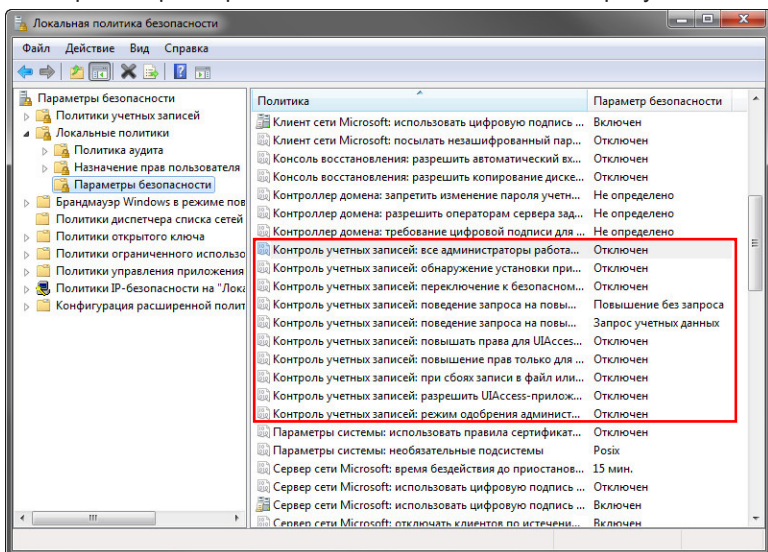 Локальная политика безопасности
Файл Действие Вид Справка
Параметры безопасности
Политики учетных записей
Локальные политики
Политика аудита
Назначение прав пользователя
Параметры безопасности
Брандмауэр Windows в режиме пов
Политики диспетчера списка сетей
Политики открытого ключа
Политики ограниченного использо
Политики управления приложения
Политики IP-безопасности на "Лока
Конфигурация расширенной полит
Политика Параметр безопасности
Клиент сети Microsoft: использовать цифровую подпись ... Включен
Клиент сети Microsoft: посылать незашифрованный пар... Отключен
Консоль восстановления: разрешить автоматический вх... Отключен
Консоль восстановления: разрешить копирование диске... Отключен
Контроллер домена: запретить изменение пароля учетн... Не определено
Контроллер домена: разрешить операторам сервера зад... Не определено
Контроллер домена: требование цифровой подписи для ... Не определено
Контроль учетных записей: все администраторы работа... Отключен
Контроль учетных записей: обнаружение установки при... Отключен
Контроль учетных записей: переключение к безопасном... Отключен
Контроль учетных записей: поведение запроса на повы... Повышение без запроса
Контроль учетных записей: поведение запроса на повы... Запрос учетных данных
Контроль учетных записей: повышать права для UIAcces... Отключен
Контроль учетных записей: повышение прав только для ... Отключен
Контроль учетных записей: при сбоях записи в файл или... Отключен
Контроль учетных записей: разрешить UIAccess-прилож... Отключен
Контроль учетных записей: режим одобрения админист... Отключен
Параметры системы: использовать правила сертификат... Отключен
Параметры системы: необязательные подсистемы Posix
Сервер сети Microsoft: время бездействия до приостанов... 15 мин.
Сервер сети Microsoft: использовать цифровую подпись ... Отключен
Сервер сети Microsoft: использовать цифровую подпись ... Включен
Сервер сети Microsoft: отключать клиентов по истечени... Включен